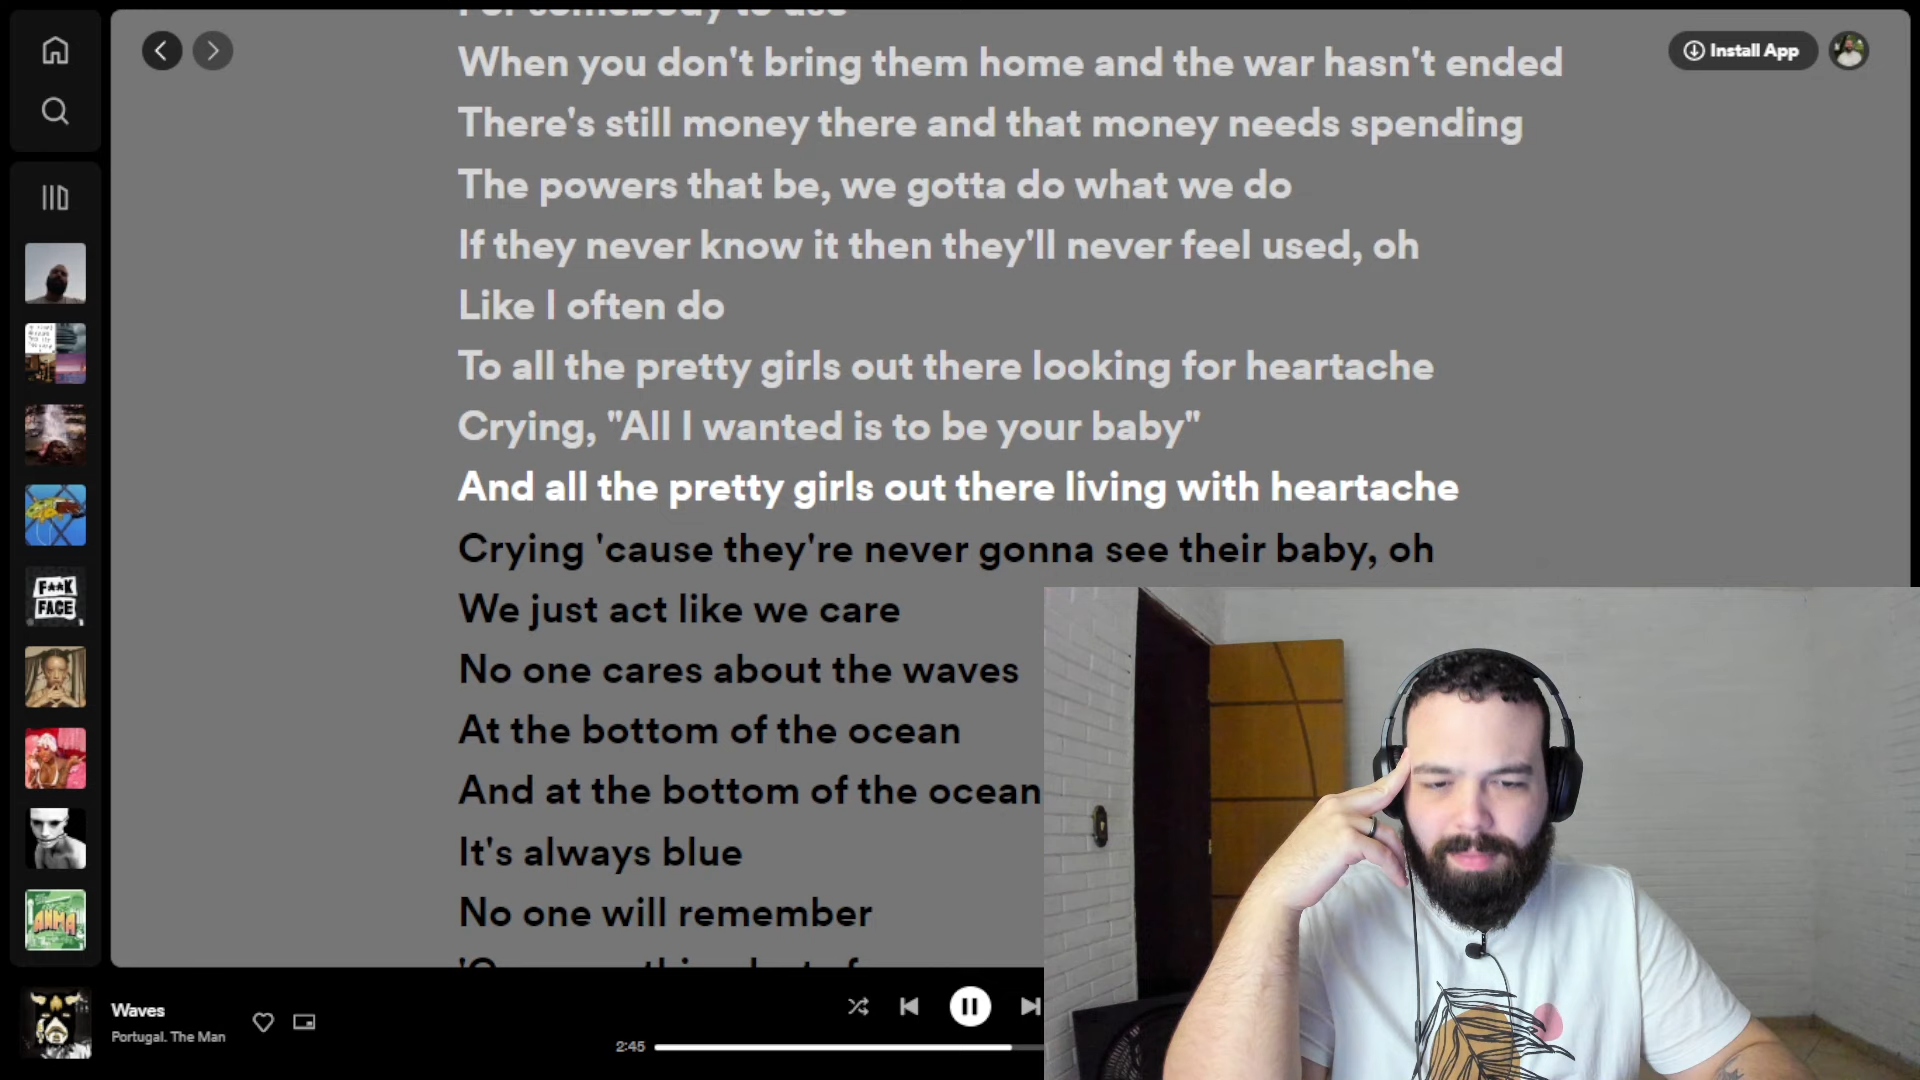 For somebody to use
When you don't bring them home and the war hasn't ended
Install App
There's still money there and that money needs spending
The powers that be, we gotta do what we do
If they never know it then they'll never feel used, oh
Like I often do
To all the pretty girls out there looking for heartache
Crying, "All I wanted is to be your baby"
And all the pretty girls out there living with heartache
Crying 'cause they're never gonna see their baby, oh
We just act like we care
No one cares about the waves
At the bottom of the ocean
And at the bottom of the ocean
It's always blue
No one will remember
F**K
FACE
ANMA
Waves
Portugal. The Man
2:45